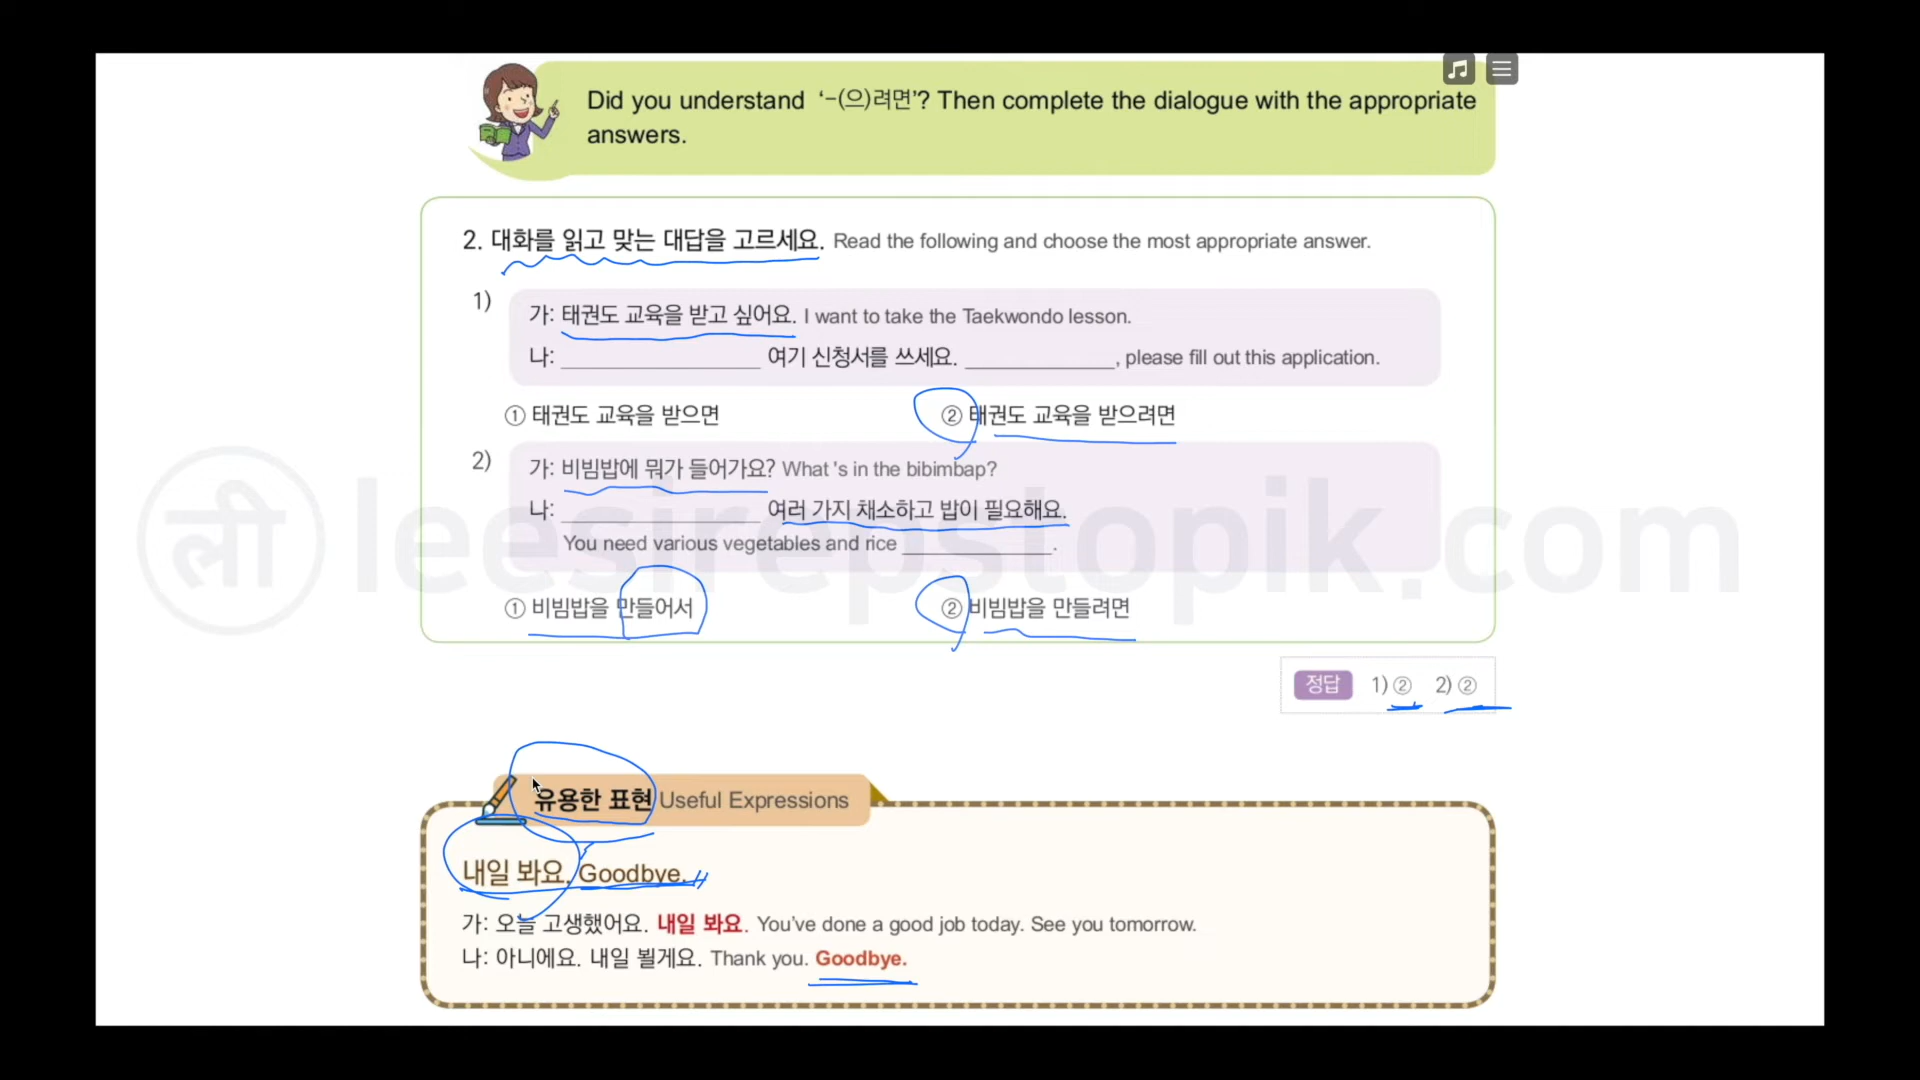 Did you understand ‘-(으)려면’? Then complete the dialogue with the appropriate
answers.
2. 대화를 읽고 맞는 대답을 고르세요. Read the following and choose the most appropriate answer.
1)
가: 태권도 교육을 받고 싶어요. I want to take the Taekwondo lesson.
나: ____________ 여기 신청서를 쓰세요. ____________, please fill out this application.
① 태권도 교육을 받으면 ② 태권도 교육을 받으려면
2)
가: 비빔밥에 뭐가 들어가요? What's in the bibimbap?
나: ____________ 여러 가지 채소하고 밥이 필요해요.
You need various vegetables and rice ____________.
① 비빔밥을 만들어서 ② 비빔밥을 만들려면
ली leesirepstopik.com
정답 1) ② 2) ②
유용한 표현 Useful Expressions
내일 봐요. Goodbye.
가: 오늘 고생했어요. 내일 봐요. You’ve done a good job today. See you tomorrow.
나: 아니에요. 내일 뵐게요. Thank you. Goodbye.